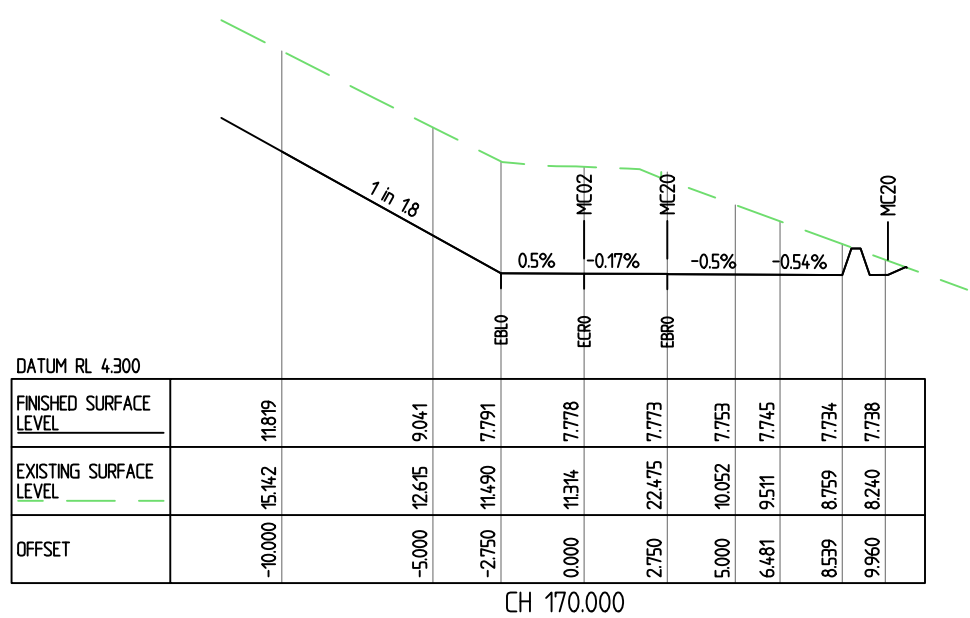 1 in 1.8
MC02
MC20
MC20
0.5%
-0.17%
-0.5%
-0.54%
EBL0
ECR0
EBR0
DATUM RL 4.300
FINISHED SURFACE
LEVEL
11.819 9.041 7.791 7.778 7.773 7.753 7.745 7.734 7.738
EXISTING SURFACE
LEVEL
15.142 12.615 11.490 11.314 22.475 10.052 9.511 8.759 8.240
OFFSET
-10.000 -5.000 -2.750 0.000 2.750 5.000 6.481 8.539 9.960
CH 170.000